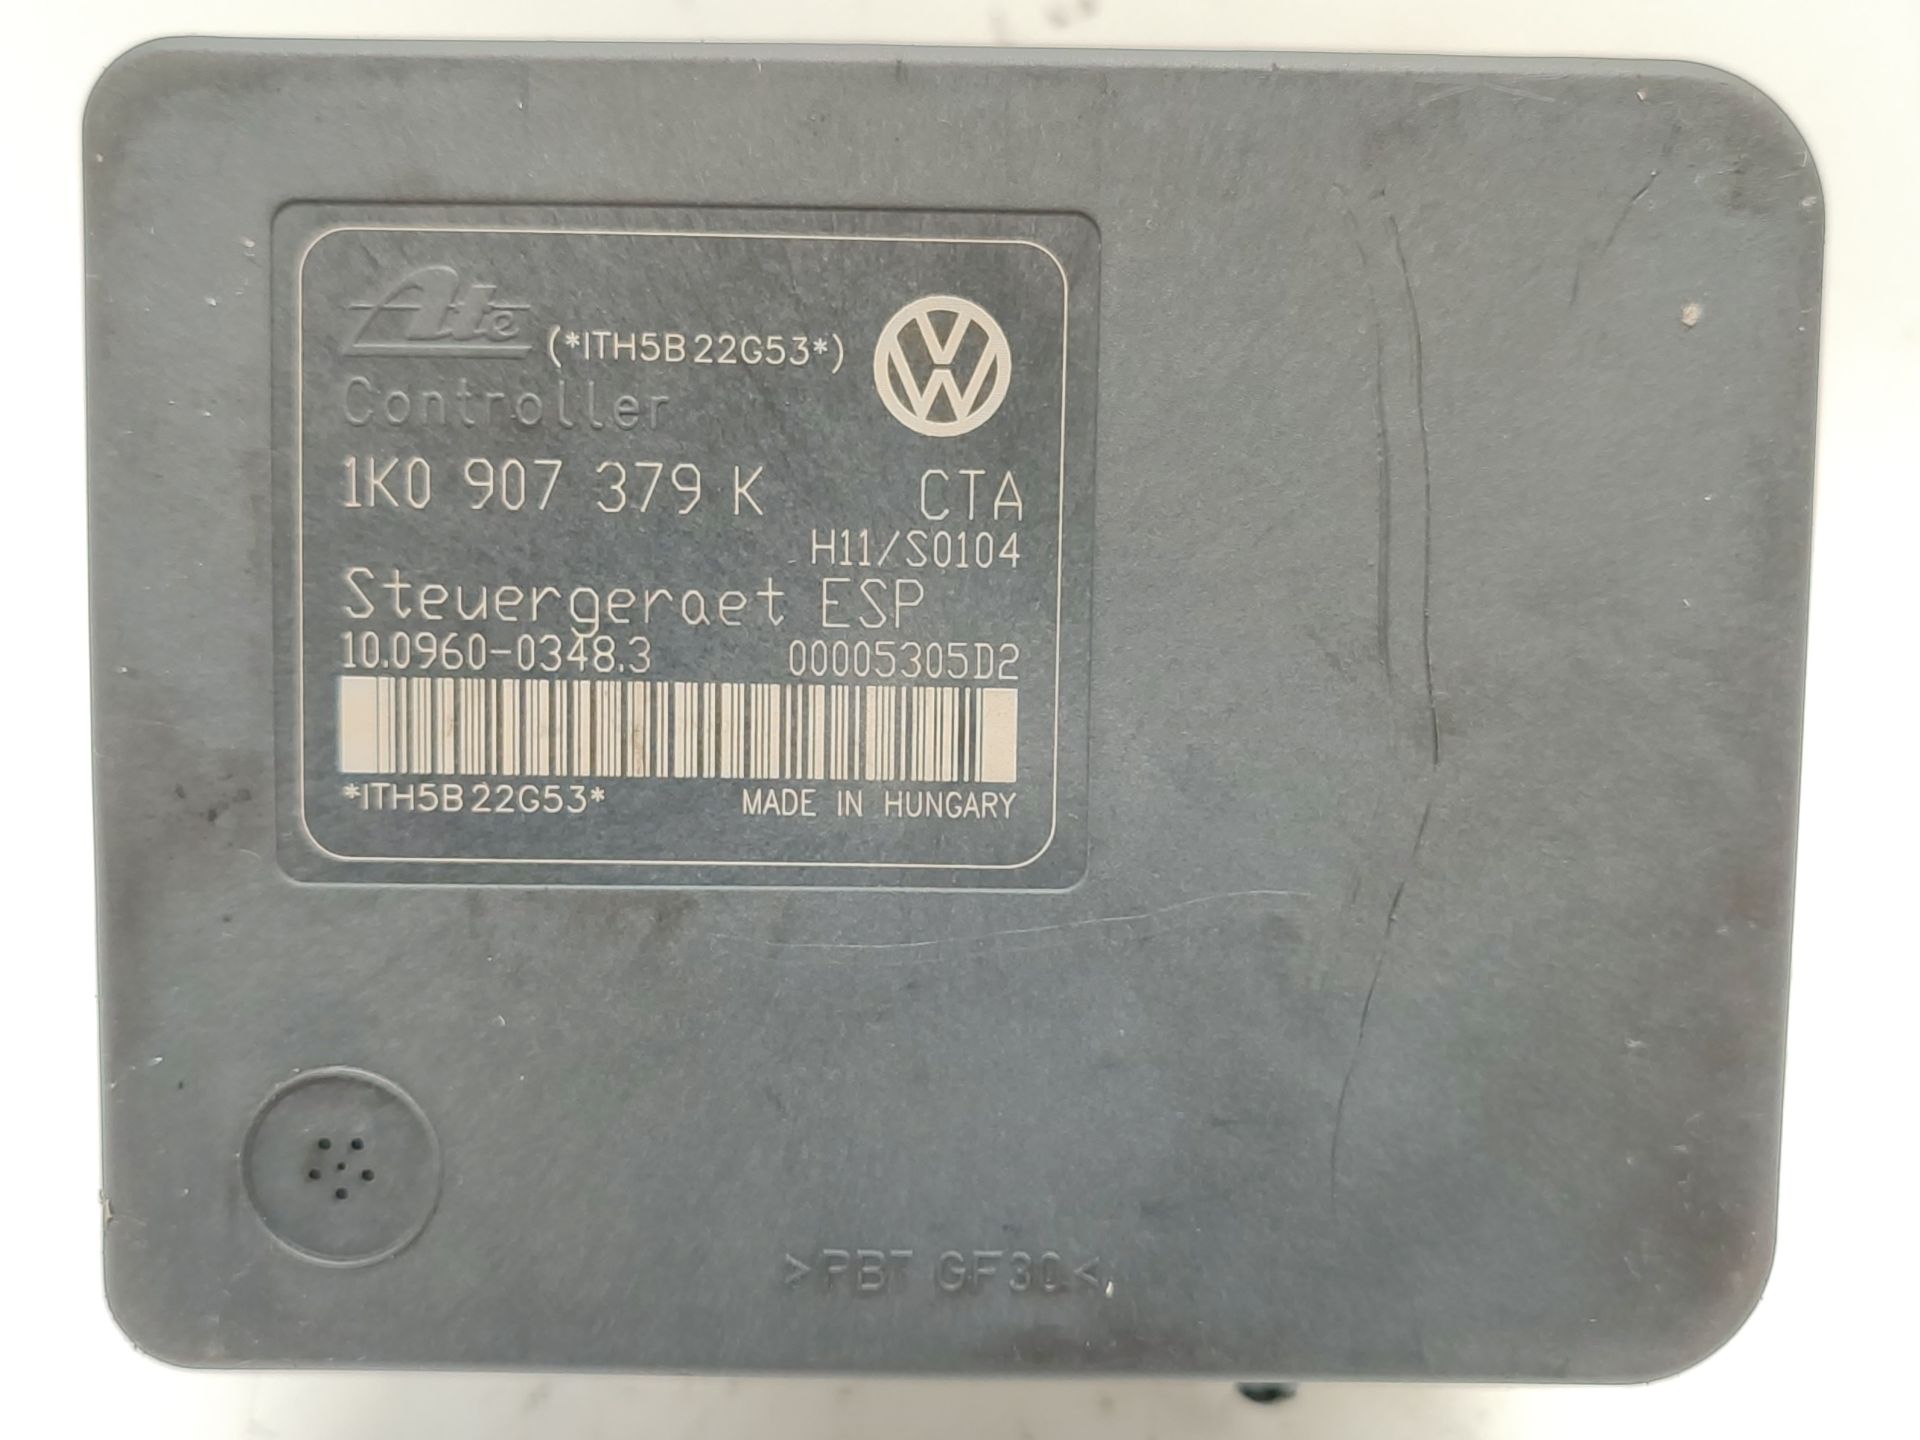 Ate (*ITH5B22G53*)
Controller
1K0 907 379 K CTA
H11/S0104
Steuergeraet ESP
10.0960-0348.3 00005305D2
*ITH5B22G53* MADE IN HUNGARY
>PBT GF30<